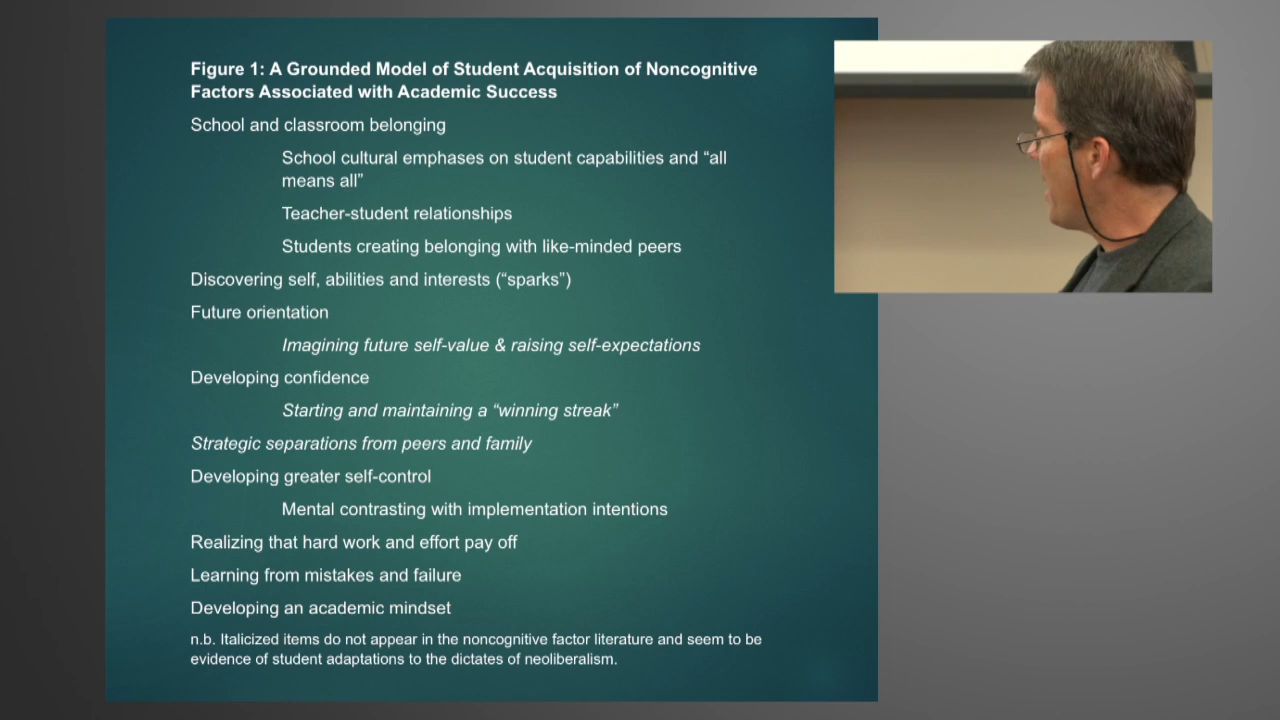 Figure 1: A Grounded Model of Student Acquisition of Noncognitive
Factors Associated with Academic Success
School and classroom belonging
School cultural emphases on student capabilities and “all
means all”
Teacher-student relationships
Students creating belonging with like-minded peers
Discovering self, abilities and interests (“sparks”)
Future orientation
Imagining future self-value & raising self-expectations
Developing confidence
Starting and maintaining a “winning streak”
Strategic separations from peers and family
Developing greater self-control
Mental contrasting with implementation intentions
Realizing that hard work and effort pay off
Learning from mistakes and failure
Developing an academic mindset
n.b. Italicized items do not appear in the noncognitive factor literature and seem to be
evidence of student adaptations to the dictates of neoliberalism.